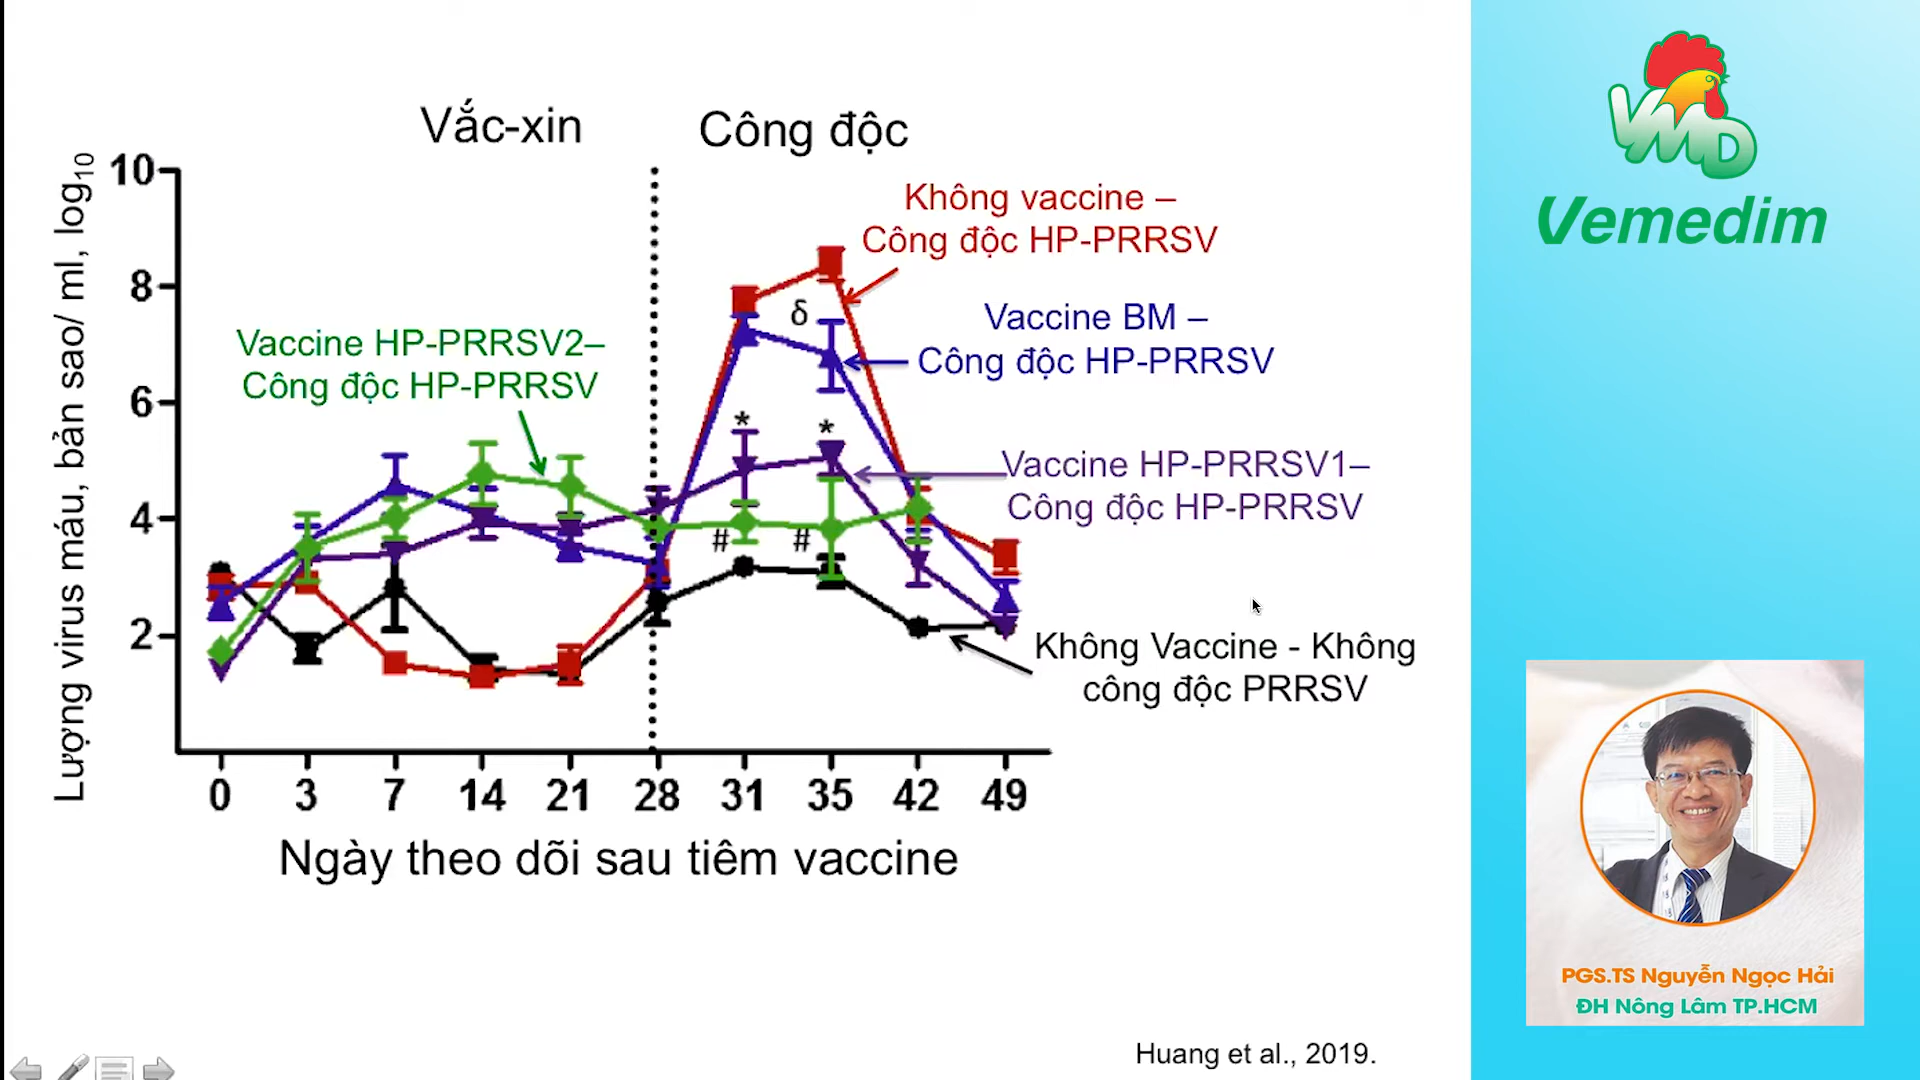 Vắc-xin
Công độc
Lượng virus máu, bản sao/ ml, log10
10
8
6
4
2
Không vaccine –
Công độc HP-PRRSV
Vaccine BM –
Công độc HP-PRRSV
Vaccine HP-PRRSV2–
Công độc HP-PRRSV
Vaccine HP-PRRSV1–
Công độc HP-PRRSV
Không Vaccine - Không
công độc PRRSV
δ
*
*
#
#
0 3 7 14 21 28 31 35 42 49
Ngày theo dõi sau tiêm vaccine
Huang et al., 2019.
VMD
Vemedim
PGS.TS Nguyễn Ngọc Hải
ĐH Nông Lâm TP.HCM